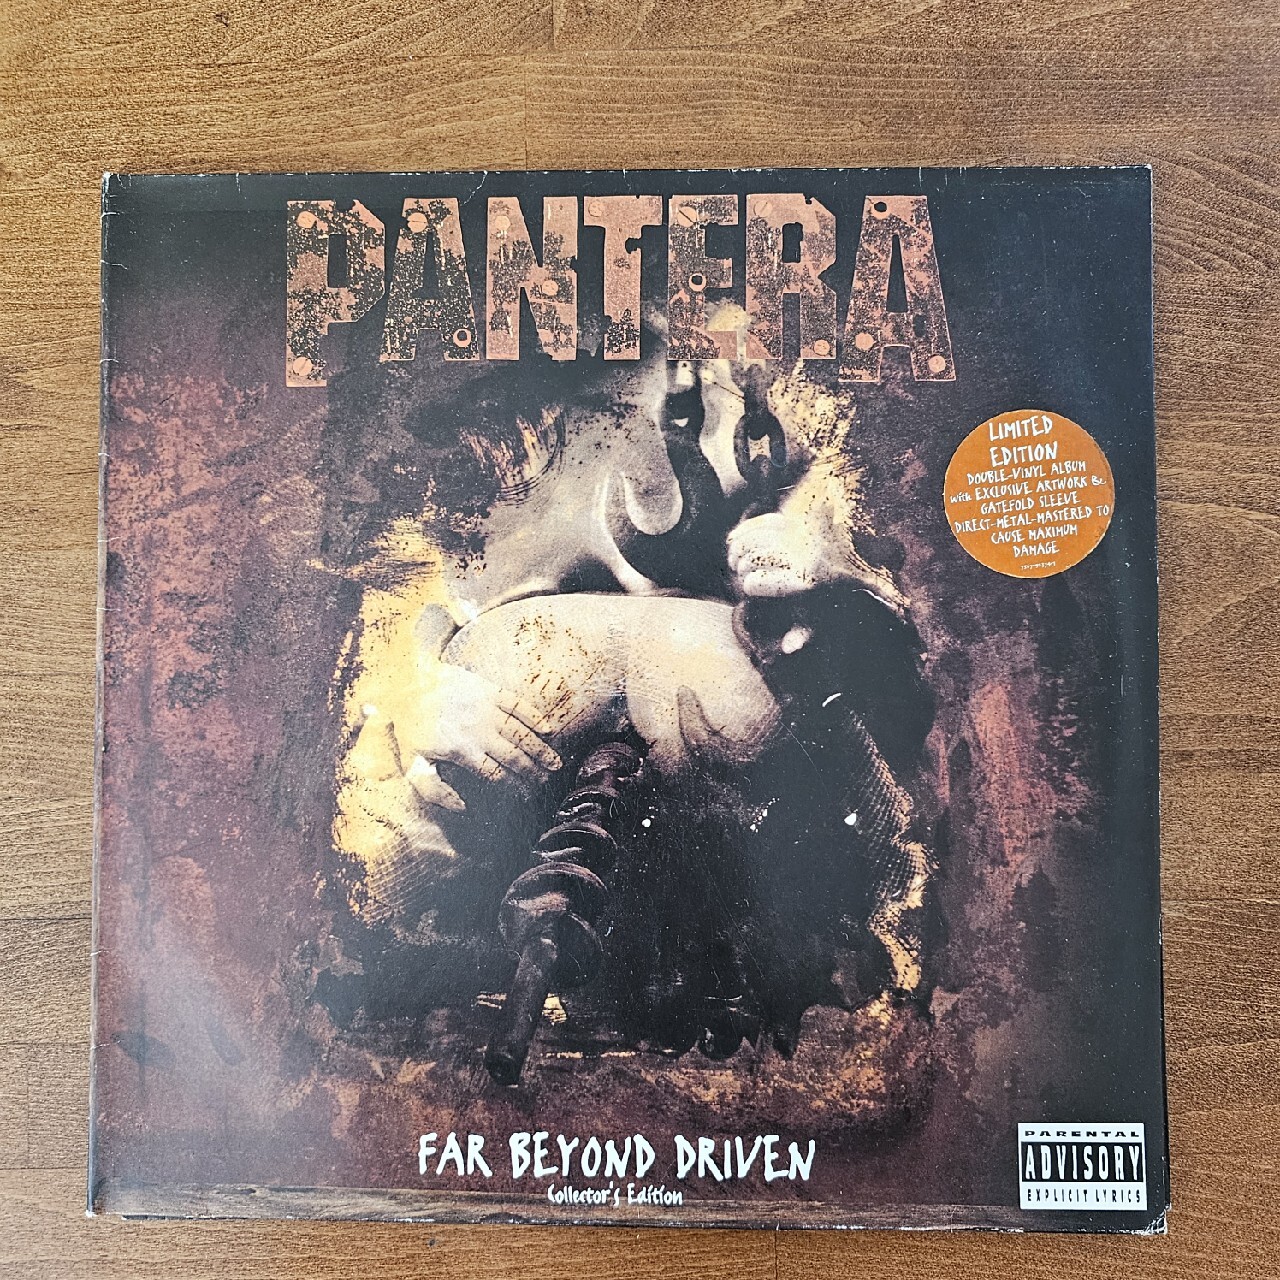 PANTERA
LIMITED
EDITION
DOUBLE-VINYL ALBUM
with EXCLUSIVE ARTWORK &
GATEFOLD SLEEVE
DIRECT-METAL-MASTERED TO
CAUSE MAXIMUM
DAMAGE
FAR BEYOND DRIVEN
Collector's Edition
PARENTAL
ADVISORY
EXPLICIT LYRICS